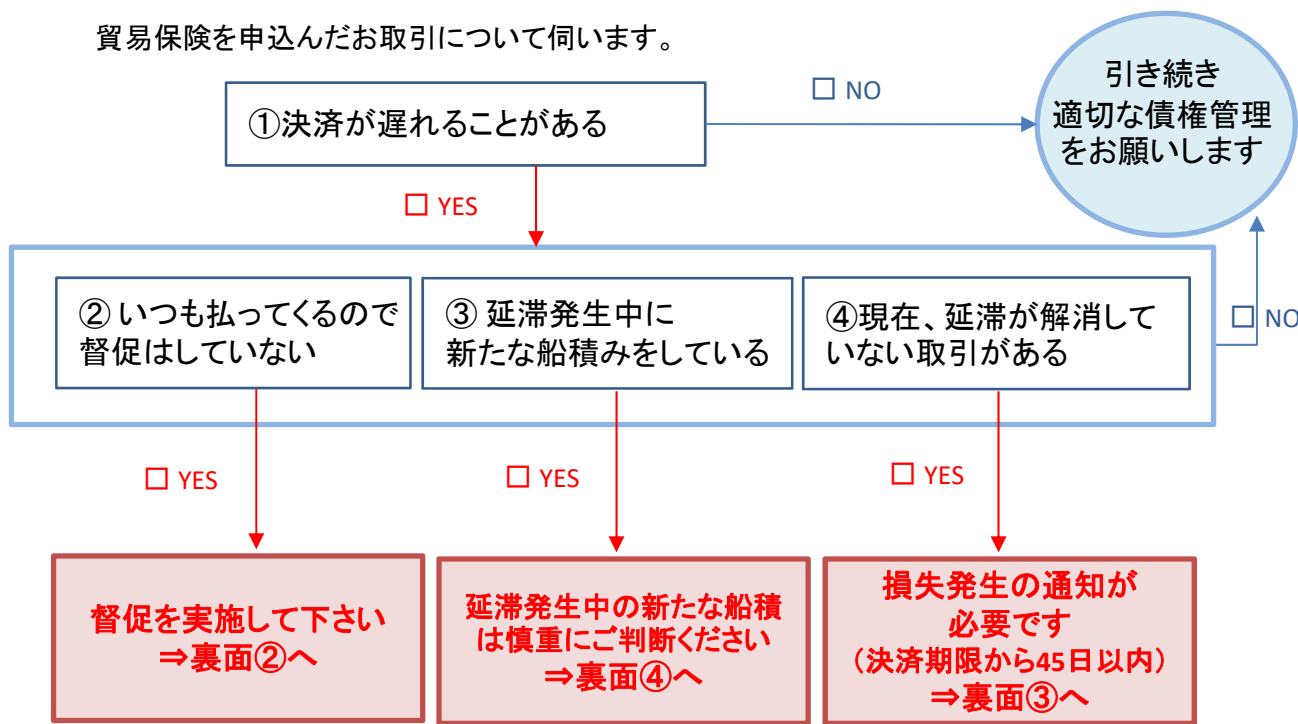 貿易保険を申込んだお取引について伺います。
①決済が遅れることがある
□ NO
引き続き
適切な債権管理
をお願いします
□ YES
② いつも払ってくるので
督促はしていない
③ 延滞発生中に
新たな船積みをしている
④現在、延滞が解消して
いない取引がある
□ NO
□ YES
□ YES
□ YES
督促を実施して下さい
⇒裏面②へ
延滞発生中の新たな船積
は慎重にご判断ください
⇒裏面④へ
損失発生の通知が
必要です
（決済期限から45日以内）
⇒裏面③へ